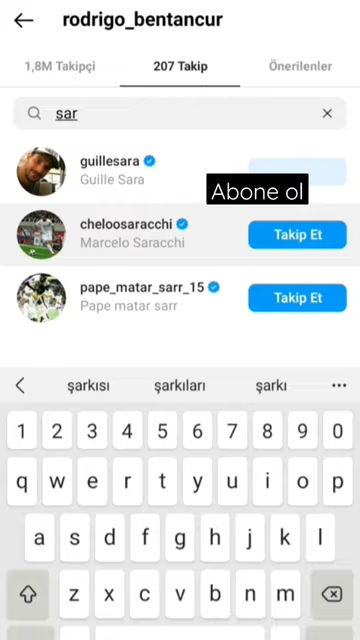 rodrigo_bentancur
1,8M Takipçi 207 Takip Önerilenler
sar
guillesara
Guille Sara
Abone ol
cheloosaracchi
Marcelo Saracchi
Takip Et
pape_matar_sarr_15
Pape matar sarr
Takip Et
şarkısı şarkıları şarkı
1 2 3 4 5 6 7 8 9 0
q w e r t y u i o p
a s d f g h j k l
z x c v b n m